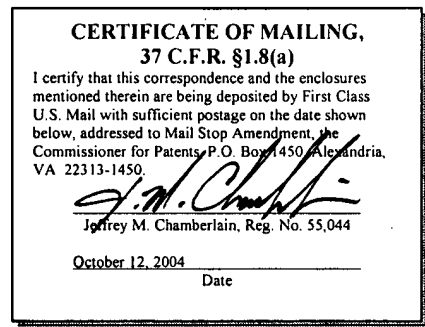 CERTIFICATE OF MAILING,
37 C.F.R. §1.8(a)
I certify that this correspondence and the enclosures
mentioned therein are being deposited by First Class
U.S. Mail with sufficient postage on the date shown
below, addressed to Mail Stop Amendment, the
Commissioner for Patents, P.O. Box 1450, Alexandria,
VA 22313-1450.
J. M. Chamberlain
Jeffrey M. Chamberlain, Reg. No. 55,044
October 12, 2004
Date